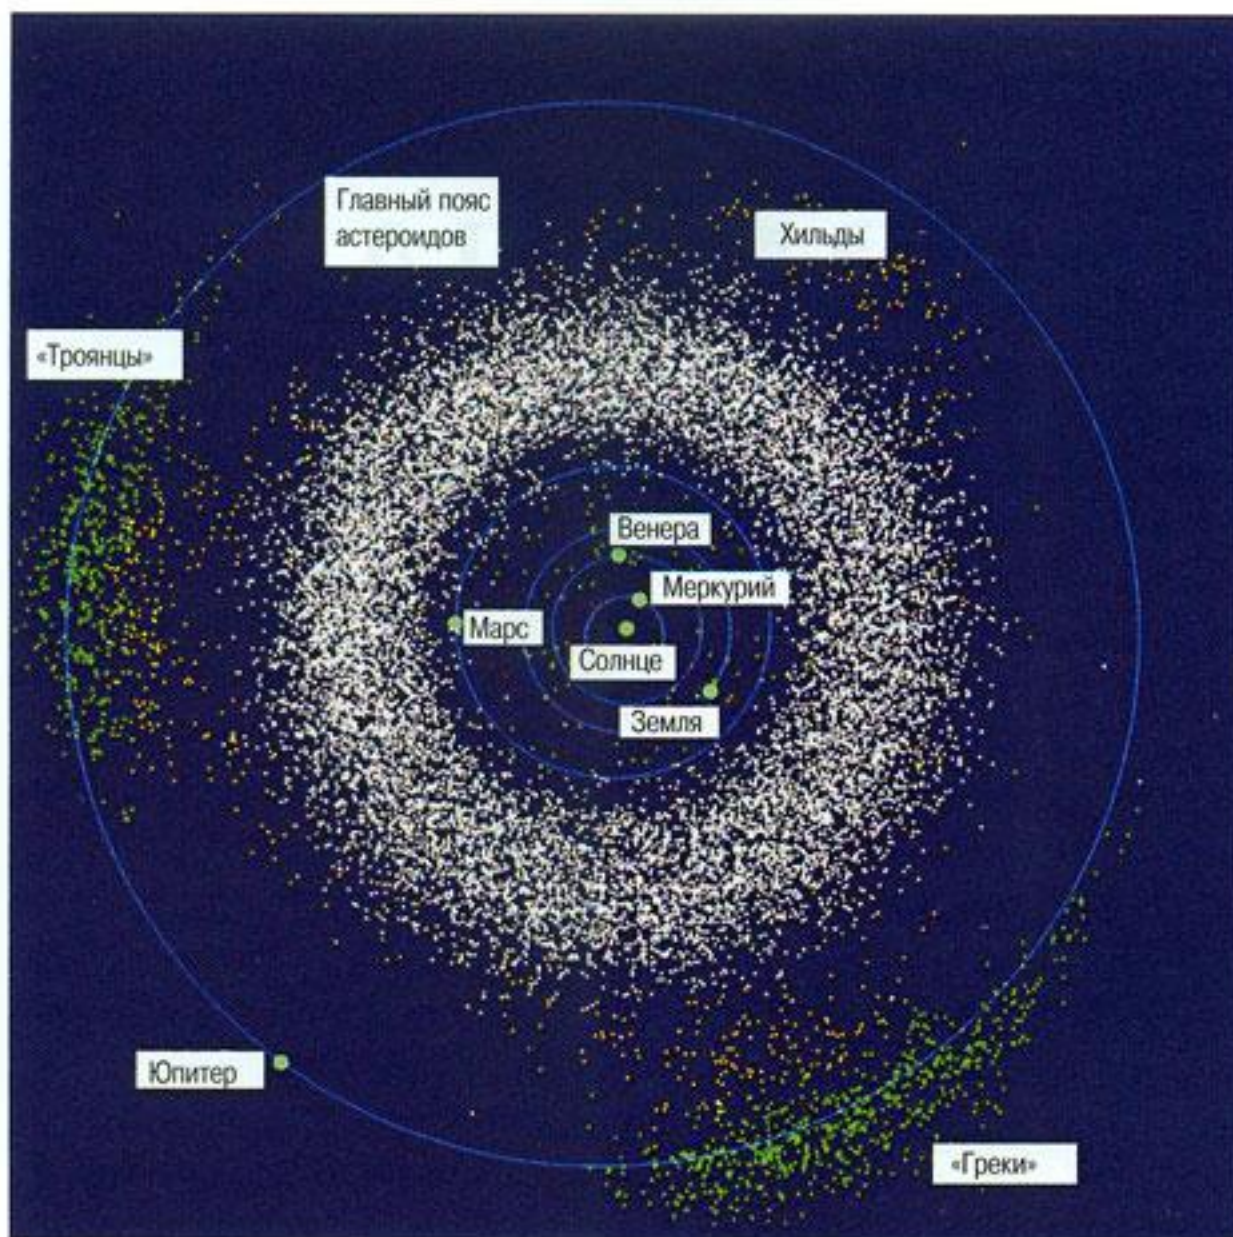 Главный пояс
астероидов
Хильды
«Троянцы»
Венера
Меркурий
Марс
Солнце
Земля
Юпитер
«Греки»